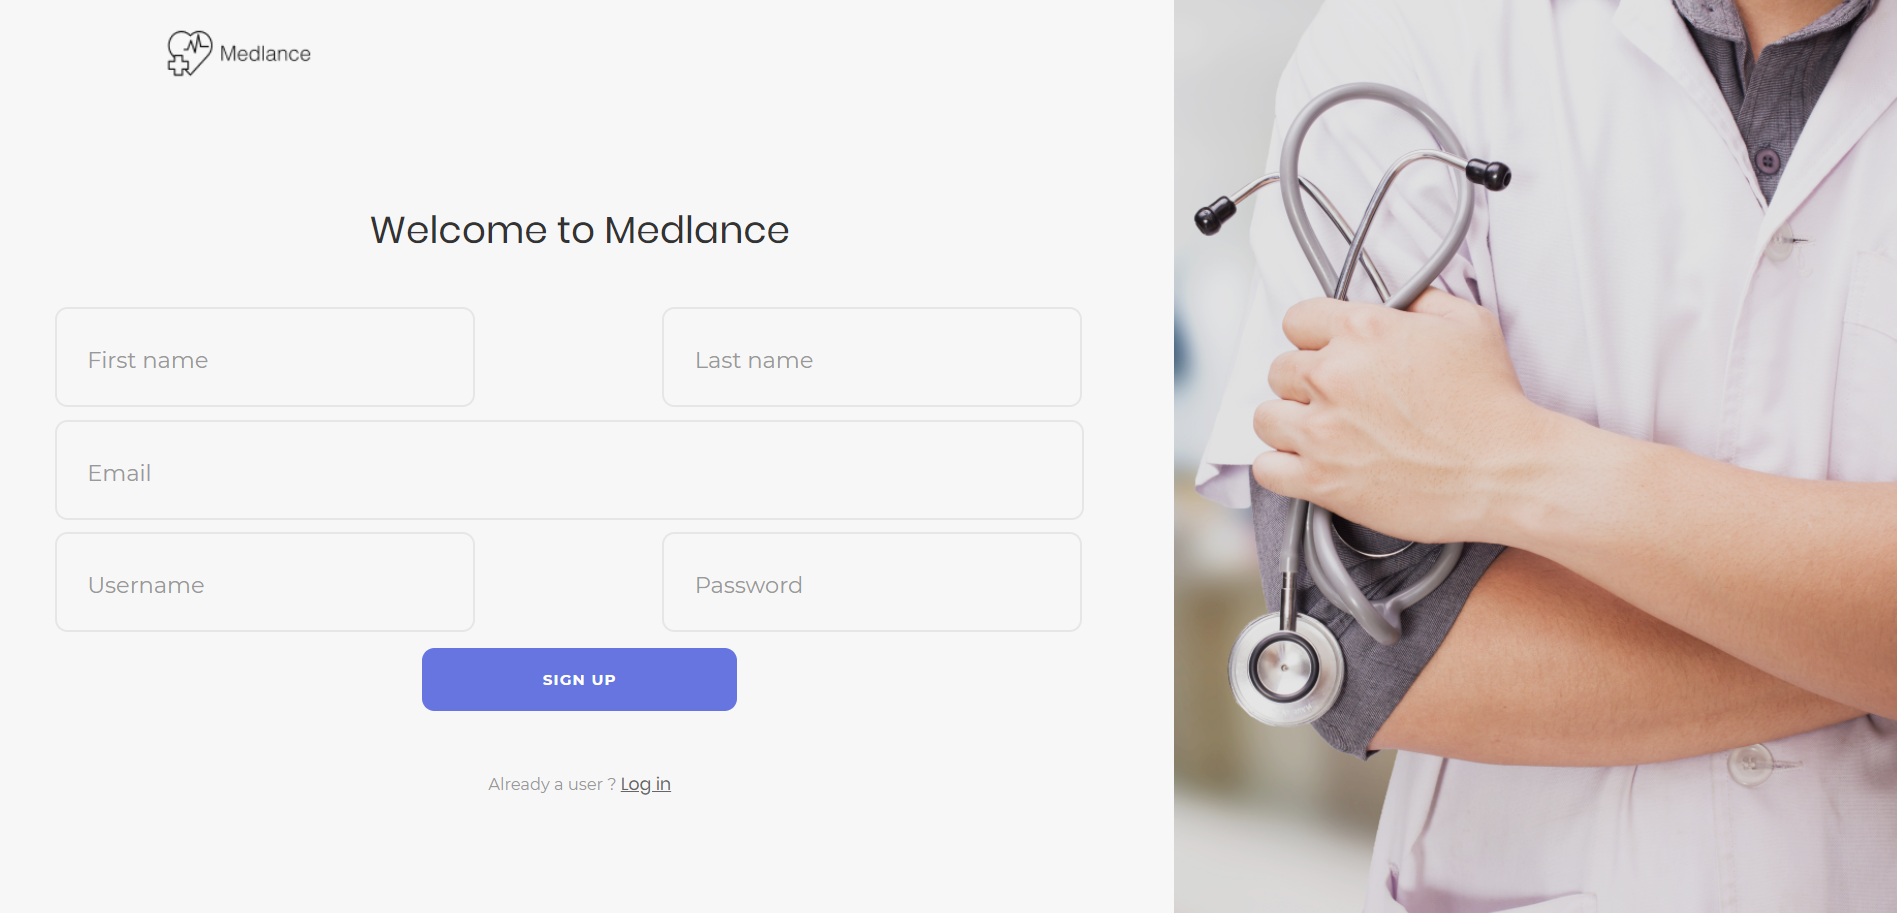 Medlance
Welcome to Medlance
First name
Last name
Email
Username
Password
SIGN UP
Already a user ? Log in